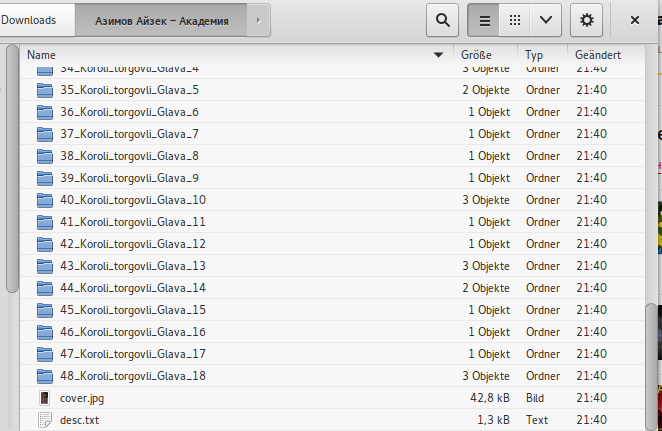 Downloads Азимов Айзек – Академия
Name Größe Typ Geändert
34_Koroli_torgovli_Glava_4 3 Objekte Ordner 21:40
35_Koroli_torgovli_Glava_5 2 Objekte Ordner 21:40
36_Koroli_torgovli_Glava_6 1 Objekt Ordner 21:40
37_Koroli_torgovli_Glava_7 1 Objekt Ordner 21:40
38_Koroli_torgovli_Glava_8 1 Objekt Ordner 21:40
39_Koroli_torgovli_Glava_9 1 Objekt Ordner 21:40
40_Koroli_torgovli_Glava_10 3 Objekte Ordner 21:40
41_Koroli_torgovli_Glava_11 1 Objekt Ordner 21:40
42_Koroli_torgovli_Glava_12 1 Objekt Ordner 21:40
43_Koroli_torgovli_Glava_13 3 Objekte Ordner 21:40
44_Koroli_torgovli_Glava_14 2 Objekte Ordner 21:40
45_Koroli_torgovli_Glava_15 1 Objekt Ordner 21:40
46_Koroli_torgovli_Glava_16 1 Objekt Ordner 21:40
47_Koroli_torgovli_Glava_17 1 Objekt Ordner 21:40
48_Koroli_torgovli_Glava_18 3 Objekte Ordner 21:40
cover.jpg 42,8 kB Bild 21:40
desc.txt 1,3 kB Text 21:40